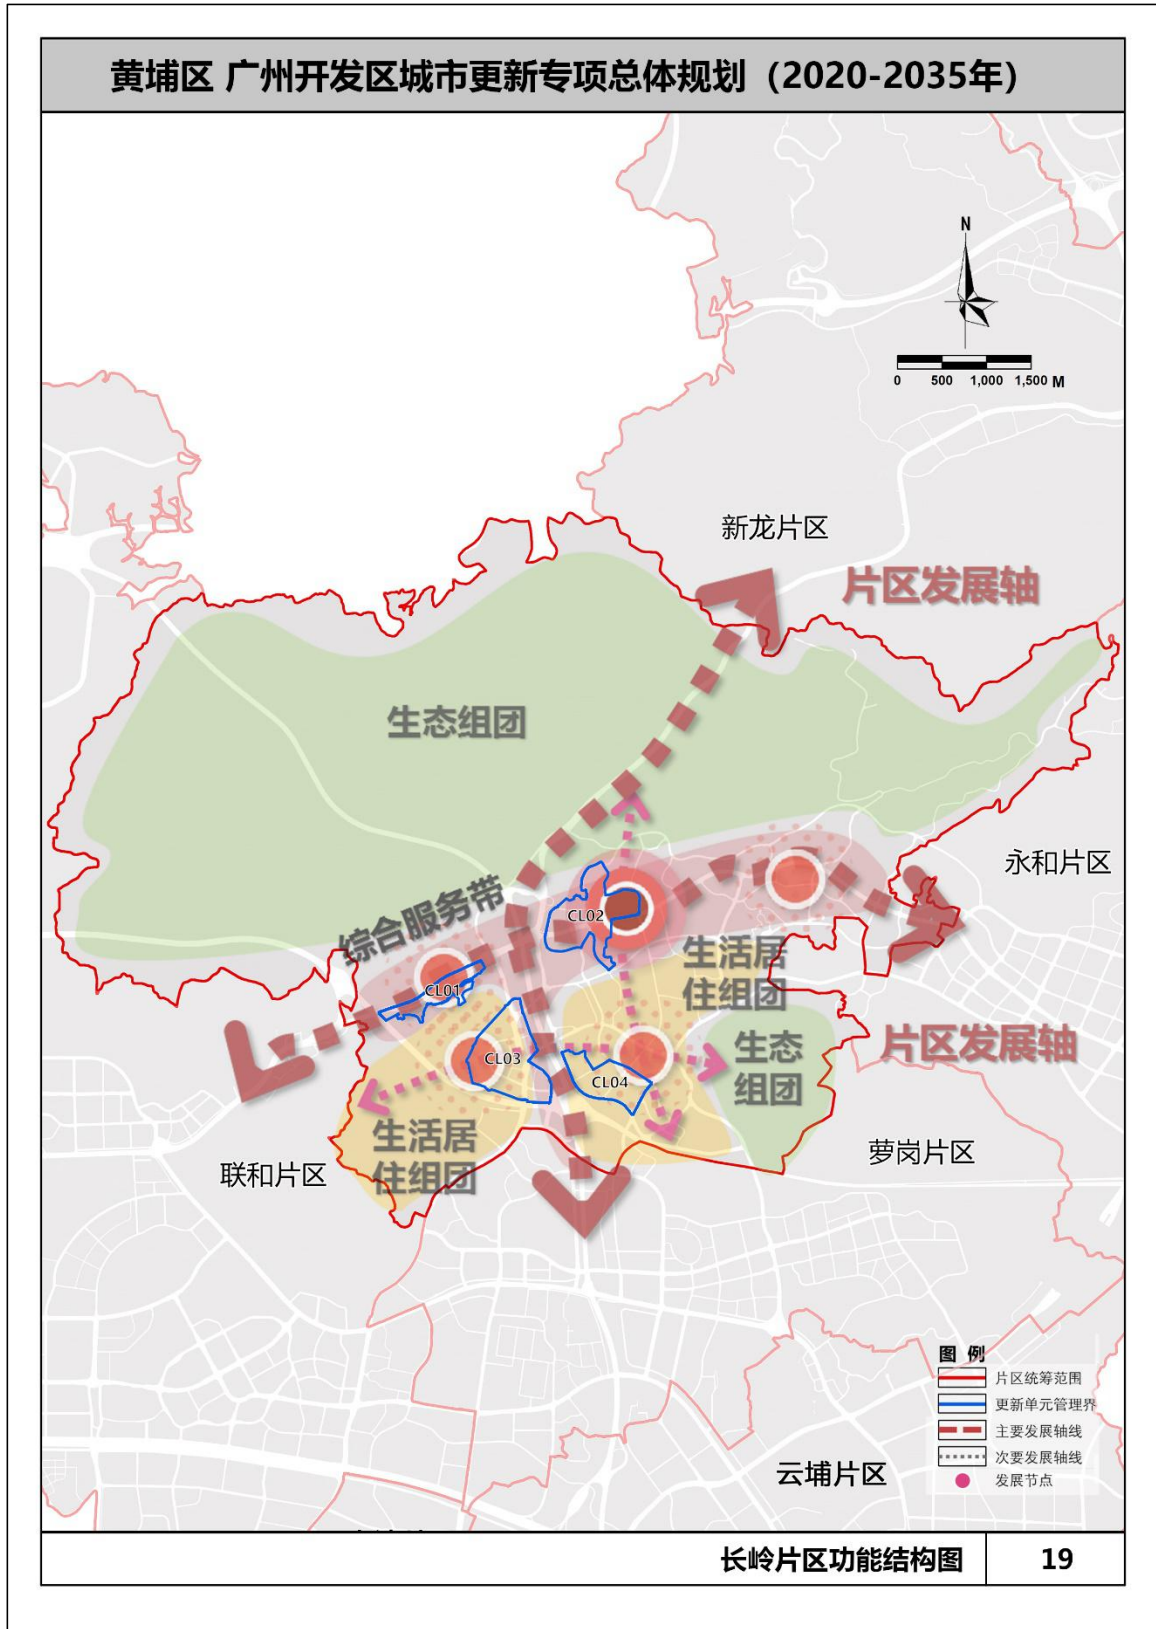 黄埔区 广州开发区城市更新专项总体规划（2020-2035年）
N
0 500 1,000 1,500 M
新龙片区
片区发展轴
生态组团
永和片区
综合服务带
CL02
生活居
住组团
CL01
片区发展轴
生态
组团
CL03
CL04
生活居
住组团
联和片区
萝岗片区
图 例
片区统筹范围
更新单元管理界
主要发展轴线
次要发展轴线
发展节点
云埔片区
长岭片区功能结构图
19